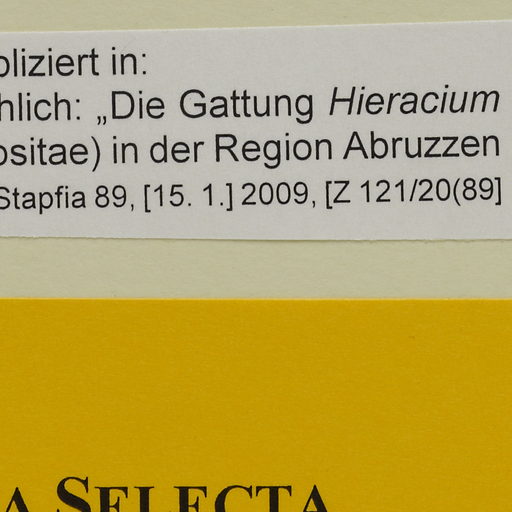 pliziert in:
hlich: „Die Gattung Hieracium
ositae) in der Region Abruzzen
Stapfia 89, [15. 1.] 2009, [Z 121/20(89]
A SELECTA